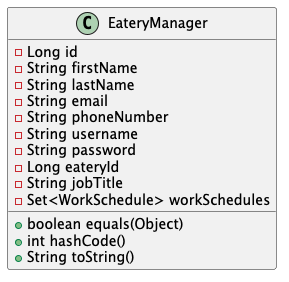 C EateryManager
Long id
String firstName
String lastName
String email
String phoneNumber
String username
String password
Long eateryId
String jobTitle
Set<WorkSchedule> workSchedules
boolean equals(Object)
int hashCode()
String toString()